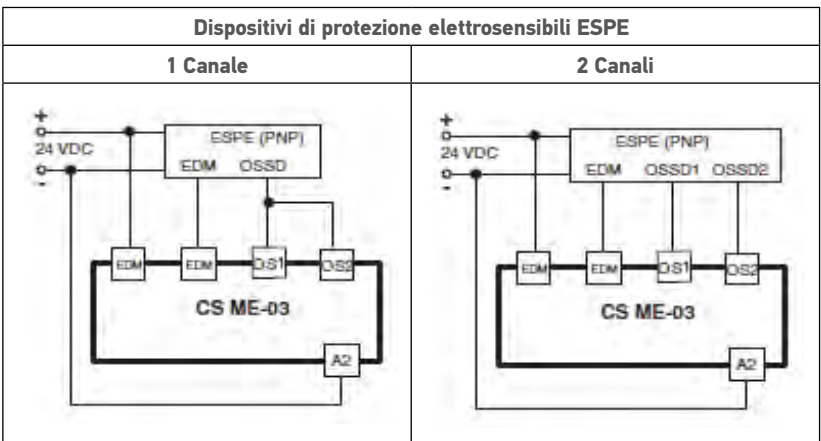 Dispositivi di protezione elettrosensibili ESPE
1 Canale
2 Canali
+
24 VDC
-
ESPE (PNP)
EDM OSSD
EDM EDM OS1 OS2
CS ME-03
A2
+
24 VDC
-
ESPE (PNP)
EDM OSSD1 OSSD2
EDM EDM OS1 OS2
CS ME-03
A2